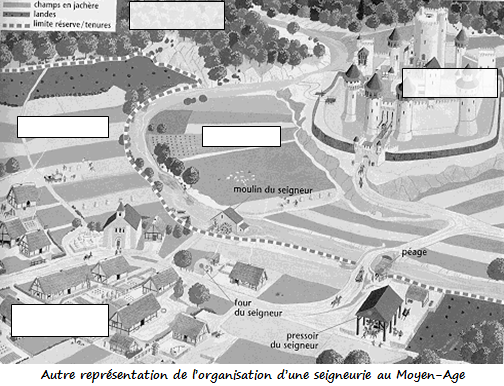 champs en jachère
landes
limite réserve/tenures
moulin du seigneur
péage
four
du seigneur
pressoir
du seigneur
Autre représentation de l'organisation d'une seigneurie au Moyen-Age